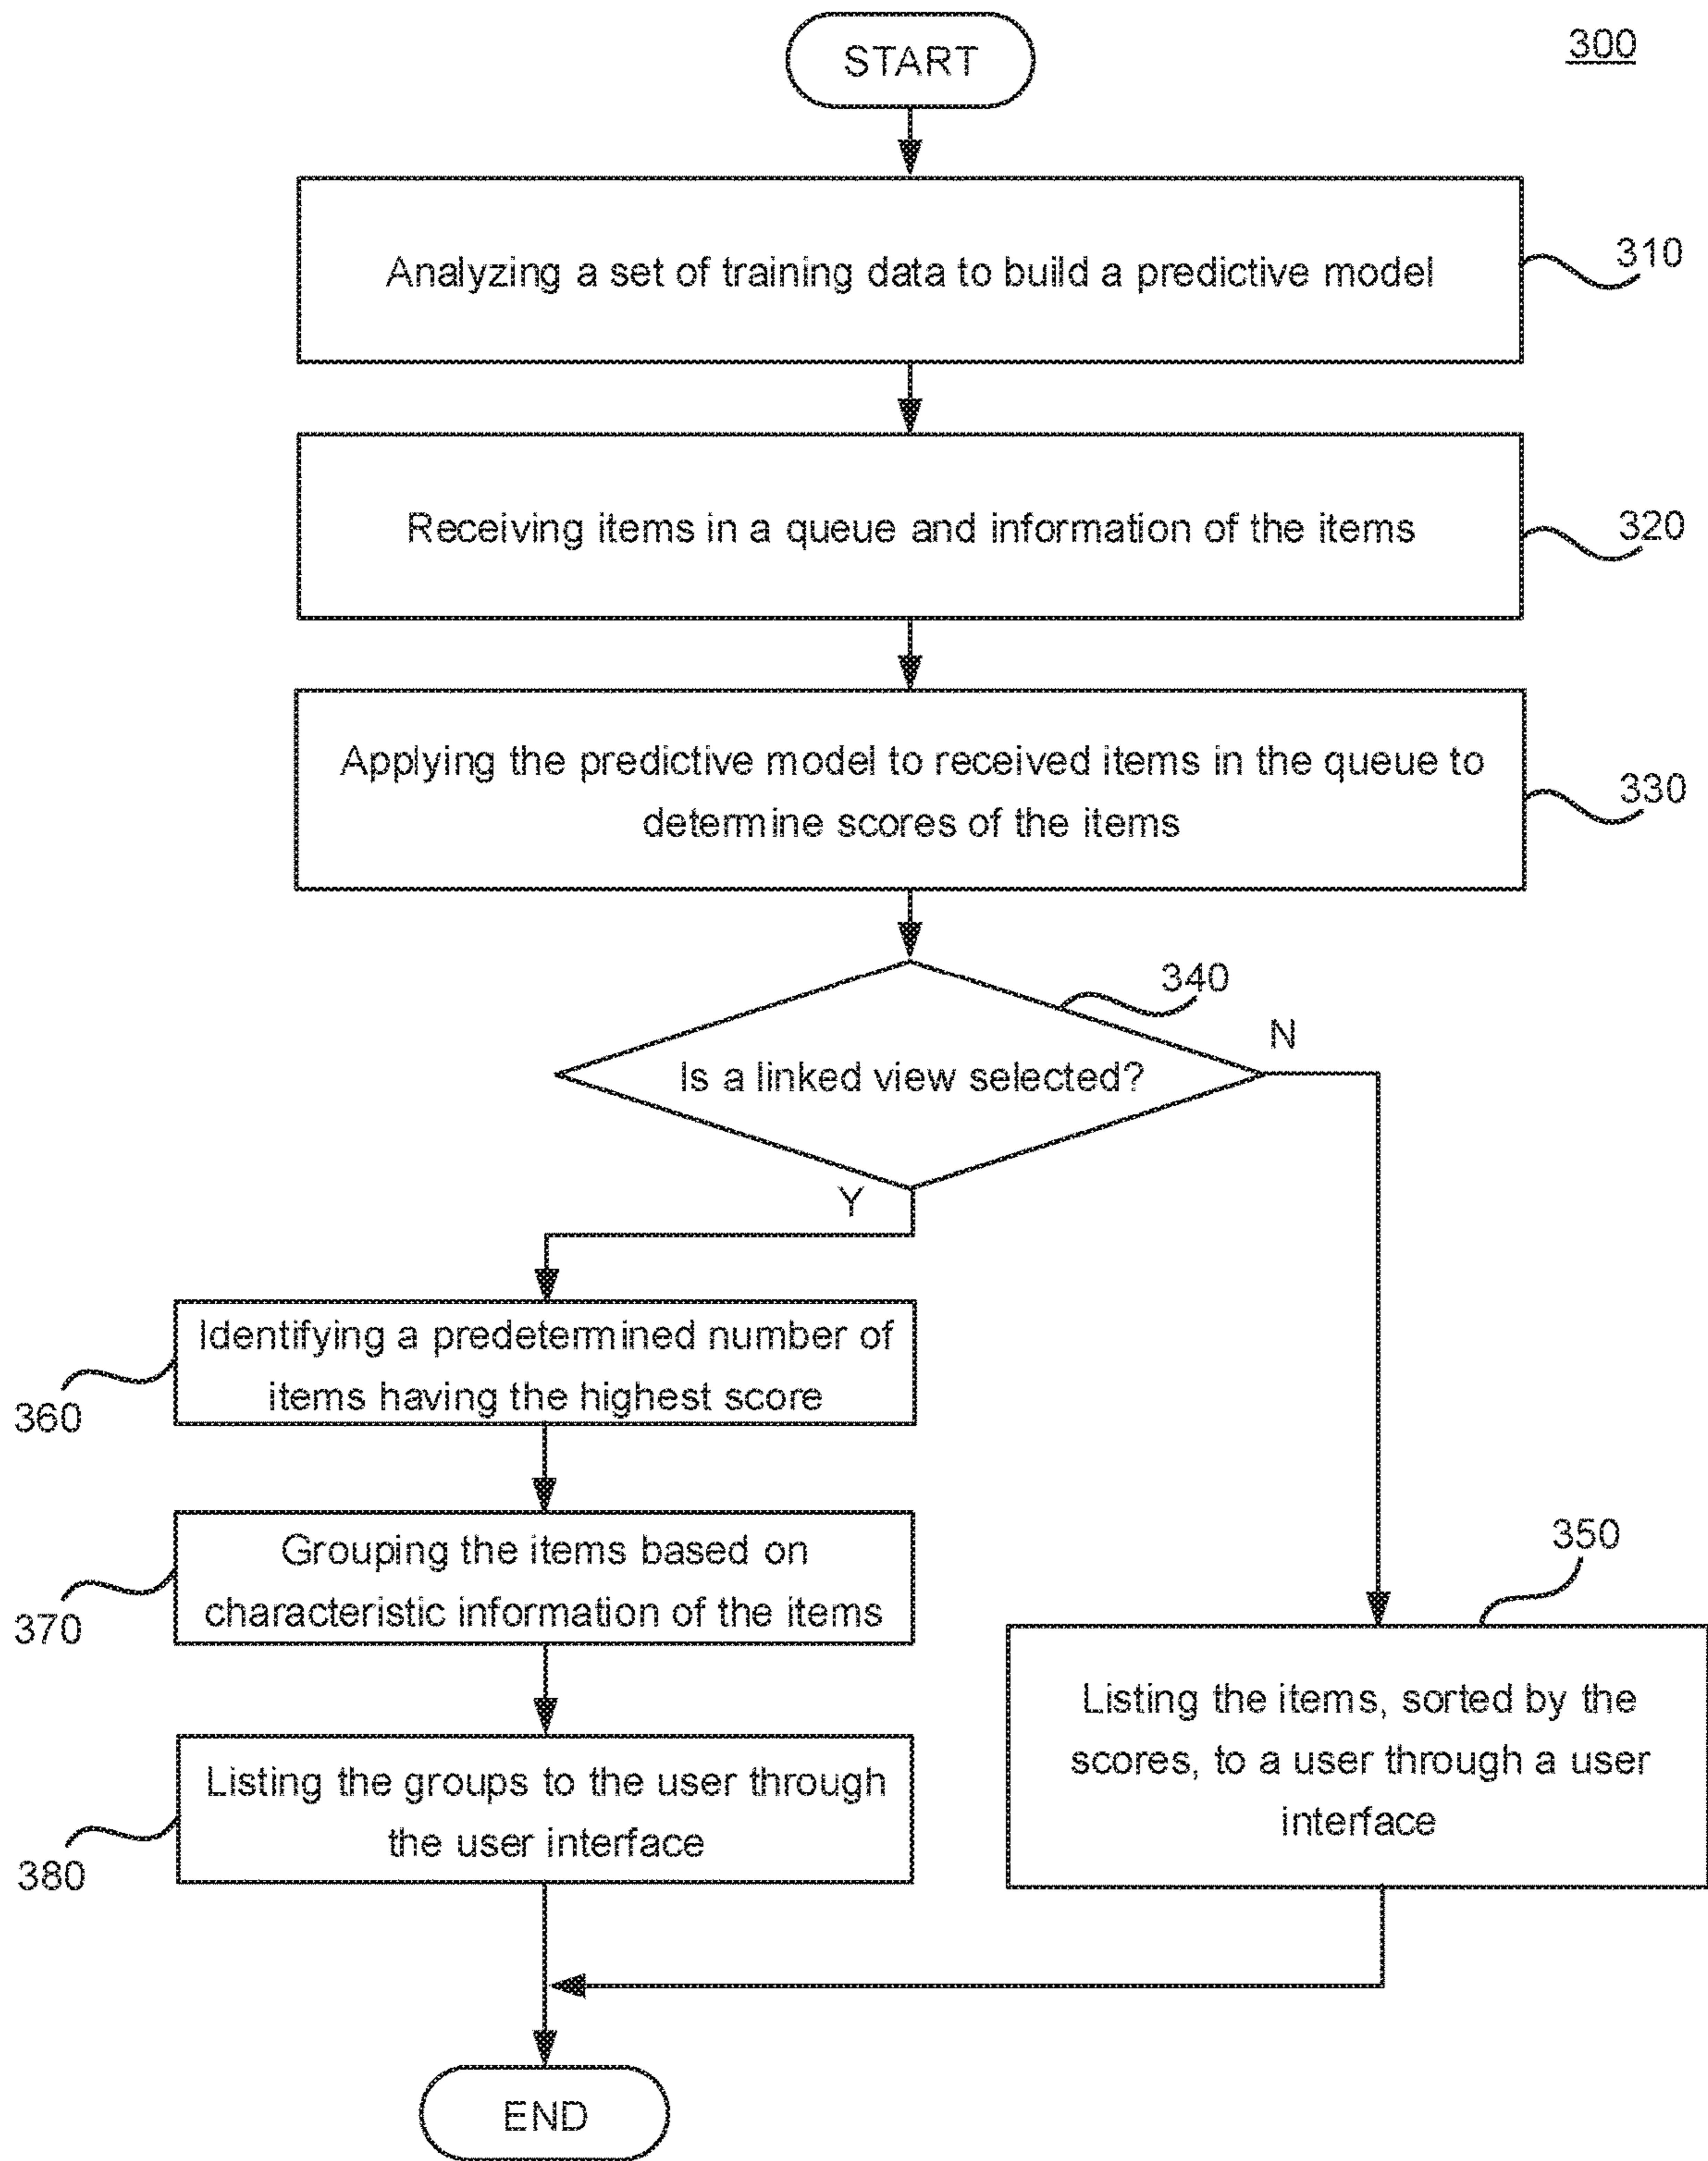 START
300
Analyzing a set of training data to build a predictive model
310
Receiving items in a queue and information of the items
320
Applying the predictive model to received items in the queue to
determine scores of the items
330
340
N
Is a linked view selected?
Y
Identifying a predetermined number of
items having the highest score
360
Grouping the items based on
characteristic information of the items
370
350
Listing the items, sorted by the
scores, to a user through a user
interface
Listing the groups to the user through
the user interface
380
END